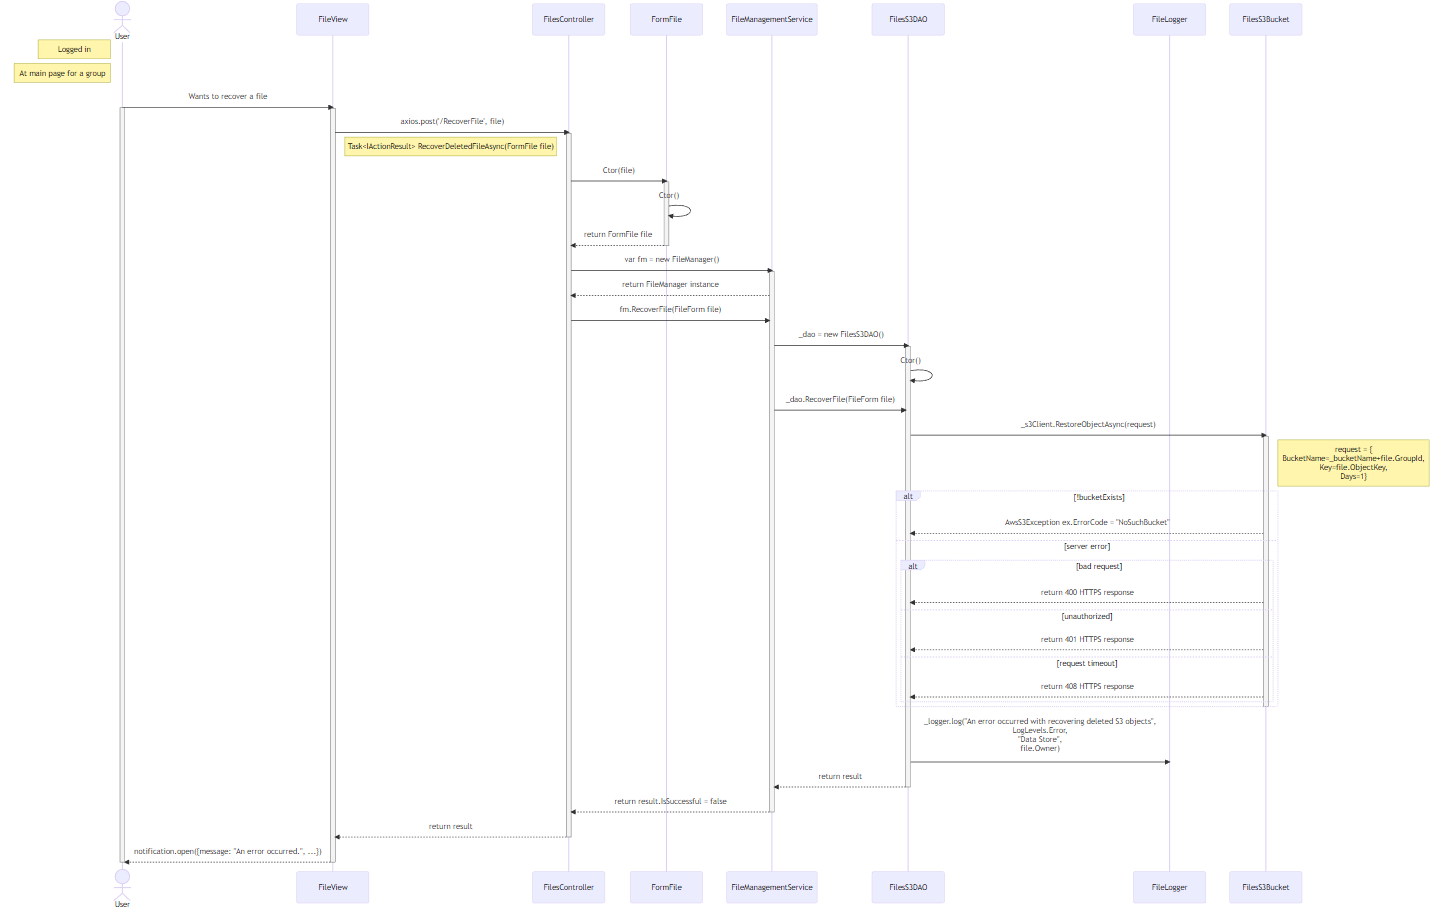 FileView
FilesController
FormFile
FileManagementService
FilesS3DAO
FileLogger
FilesS3Bucket
User
Logged in
At main page for a group
Wants to recover a file
axios.post('/RecoverFile', file)
Task<IActionResult> RecoverDeletedFileAsync(FormFile file)
Ctor(file)
Ctor()
return FormFile file
var fm = new FileManager()
return FileManager instance
fm.RecoverFile(FileForm file)
_dao = new FilesS3DAO()
Ctor()
_dao.RecoverFile(FileForm file)
_s3Client.RestoreObjectAsync(request)
request = {
BucketName=_bucketName+file.GroupId,
Key=file.ObjectKey,
Days=1}
alt
[!bucketExists]
AwsS3Exception ex.ErrorCode = "NoSuchBucket"
[server error]
alt
[bad request]
return 400 HTTPS response
[unauthorized]
return 401 HTTPS response
[request timeout]
return 408 HTTPS response
_logger.log("An error occurred with recovering deleted S3 objects",
LogLevels.Error,
"Data Store",
file.Owner)
return result
return result.IsSuccessful = false
return result
notification.open({message: "An error occurred.", ...})
User
FileView
FilesController
FormFile
FileManagementService
FilesS3DAO
FileLogger
FilesS3Bucket